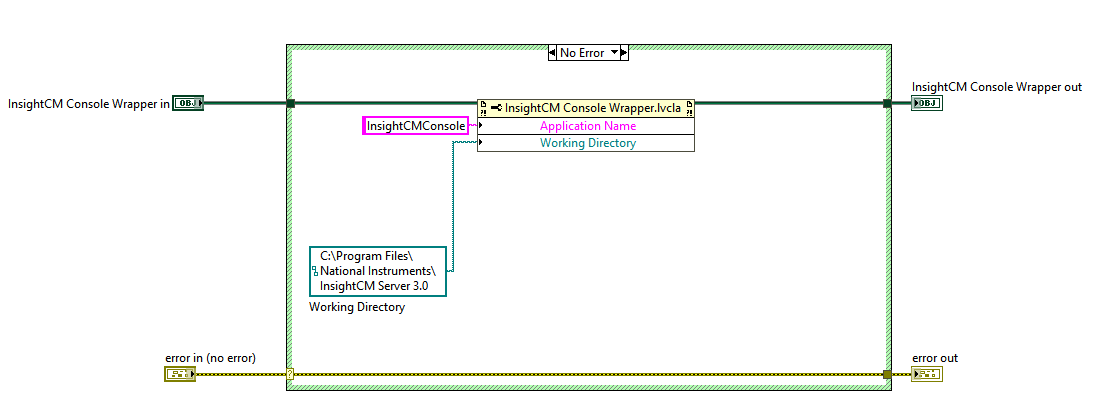 No Error
InsightCM Console Wrapper in
OBJ
InsightCM Console Wrapper.lvcla
InsightCM Console Wrapper out
OBJ
InsightCMConsole
Application Name
Working Directory
C:\Program Files\
National Instruments\
InsightCM Server 3.0
Working Directory
error in (no error)
?
error out